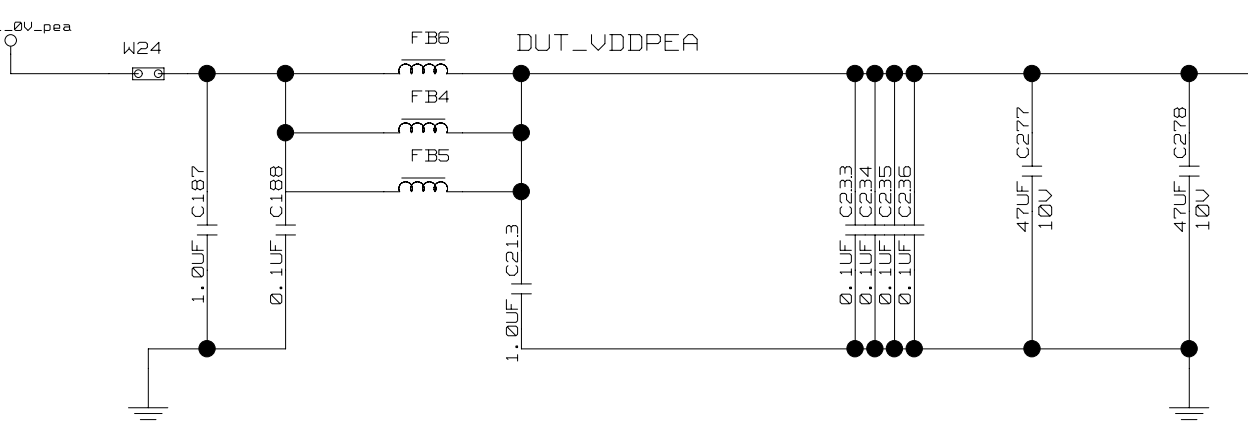 ._0V_pea
W24
FB6
DUT_VDDPEA
FB4
FB5
C187
1.0UF
C188
0.1UF
C213
1.0UF
C233
0.1UF
C234
0.1UF
C235
0.1UF
C236
0.1UF
C277
47UF
10V
C278
47UF
10V